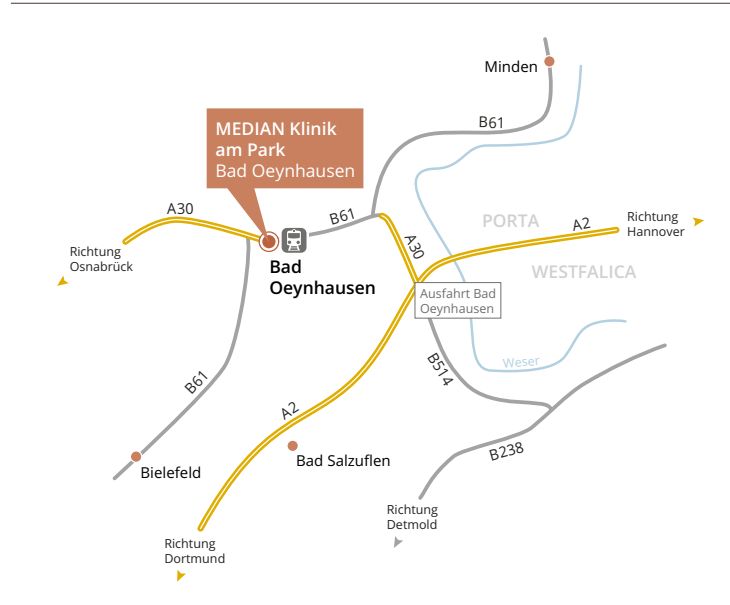 Minden
B61
MEDIAN Klinik
am Park
Bad Oeynhausen
A30
B61
PORTA
A2
Richtung
Hannover
A30
Richtung
Osnabrück
Bad
Oeynhausen
WESTFALICA
Ausfahrt Bad
Oeynhausen
Weser
B514
B61
A2
B238
Bad Salzuflen
Bielefeld
Richtung
Detmold
Richtung
Dortmund